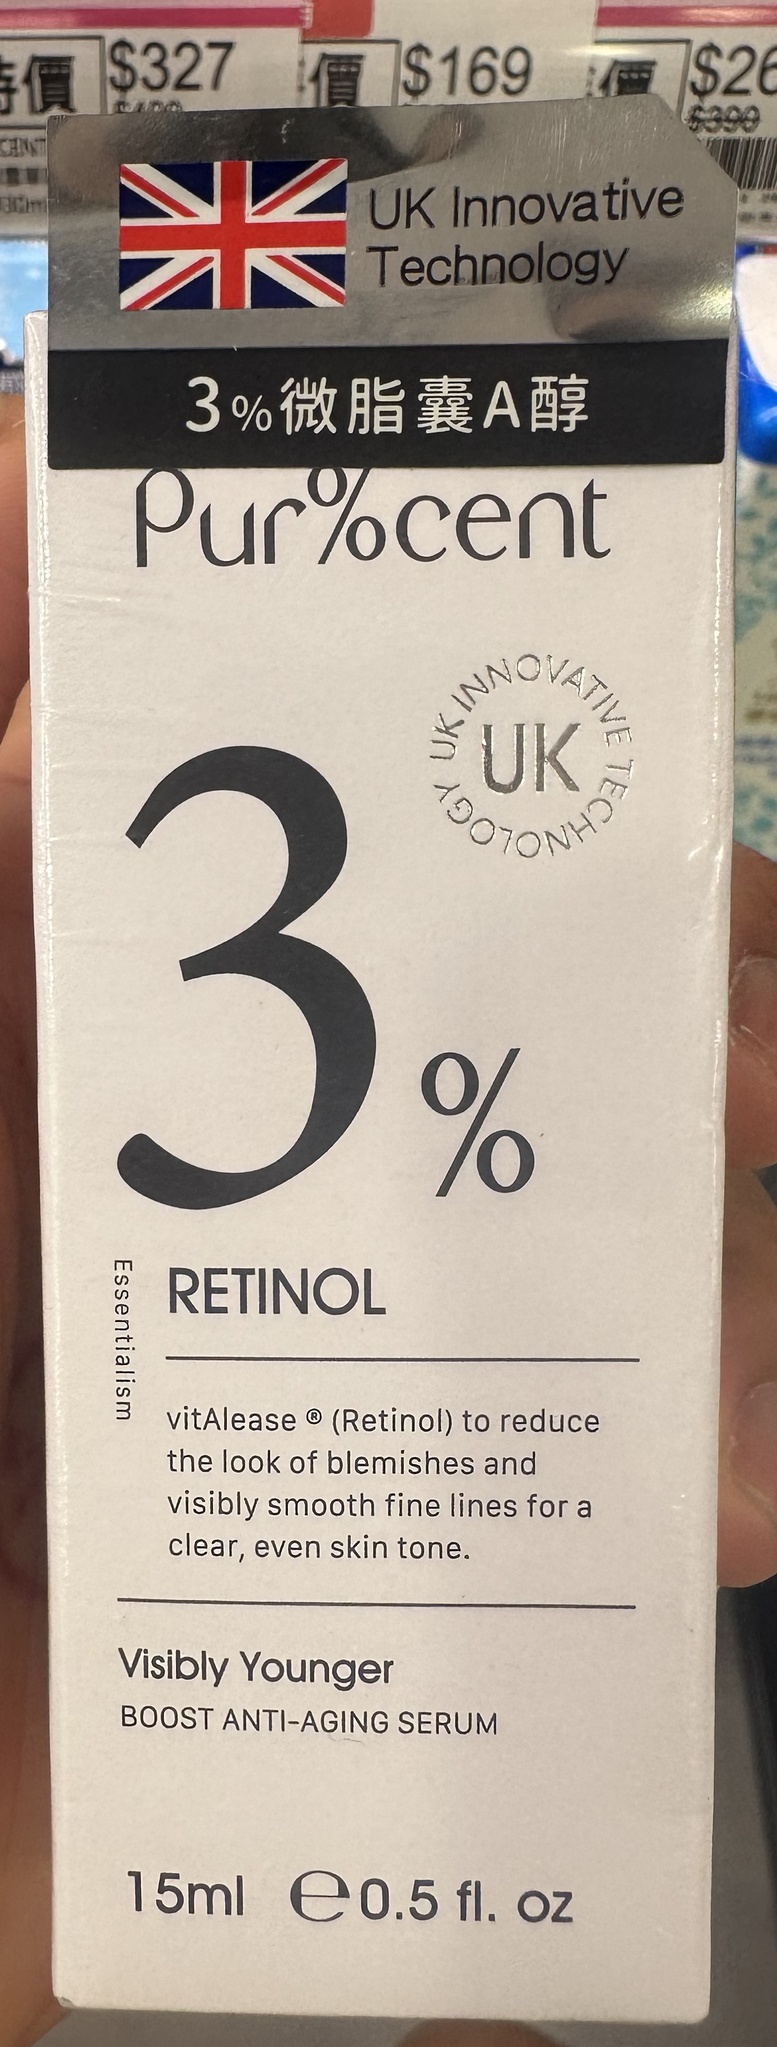 特價 $327 價 $169 價 $26
$399
UK Innovative
Technology
3%微脂囊A醇
Pur%cent
UK INNOVATIVE TECHNOLOGY
UK
3%
Essentialism
RETINOL
vitAlease ® (Retinol) to reduce
the look of blemishes and
visibly smooth fine lines for a
clear, even skin tone.
Visibly Younger
BOOST ANTI-AGING SERUM
15ml ℮0.5 fl. oz